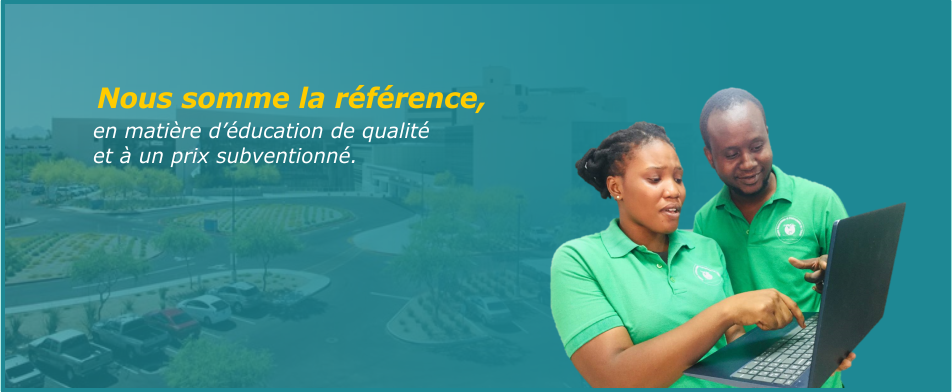 Nous somme la référence,
en matière d’éducation de qualité
et à un prix subventionné.